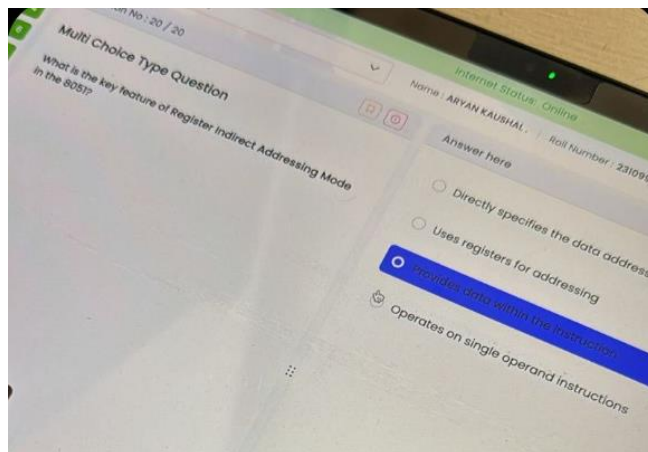 on No : 20 / 20
Multi Choice Type Question
What is the key feature of Register Indirect Addressing Mode
in the 8051?
Internet Status: Online
Name : ARYAN KAUSHAL . | Roll Number : 231099
Answer here
Directly specifies the data address
Uses registers for addressing
Provides data within the instruction
Operates on single operand instructions